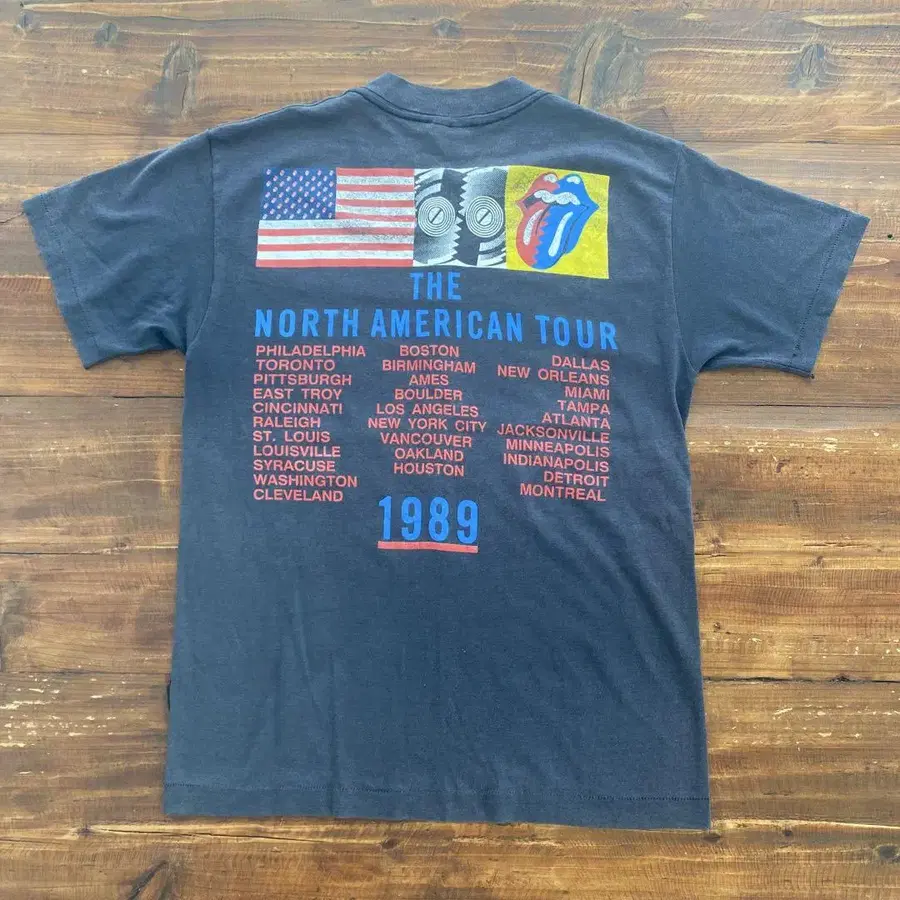 THE
NORTH AMERICAN TOUR
PHILADELPHIA
TORONTO
PITTSBURGH
EAST TROY
CINCINNATI
RALEIGH
ST. LOUIS
LOUISVILLE
SYRACUSE
WASHINGTON
CLEVELAND
BOSTON
BIRMINGHAM
AMES
BOULDER
LOS ANGELES
NEW YORK CITY
VANCOUVER
OAKLAND
HOUSTON
DALLAS
NEW ORLEANS
MIAMI
TAMPA
ATLANTA
JACKSONVILLE
MINNEAPOLIS
INDIANAPOLIS
DETROIT
MONTREAL
1989